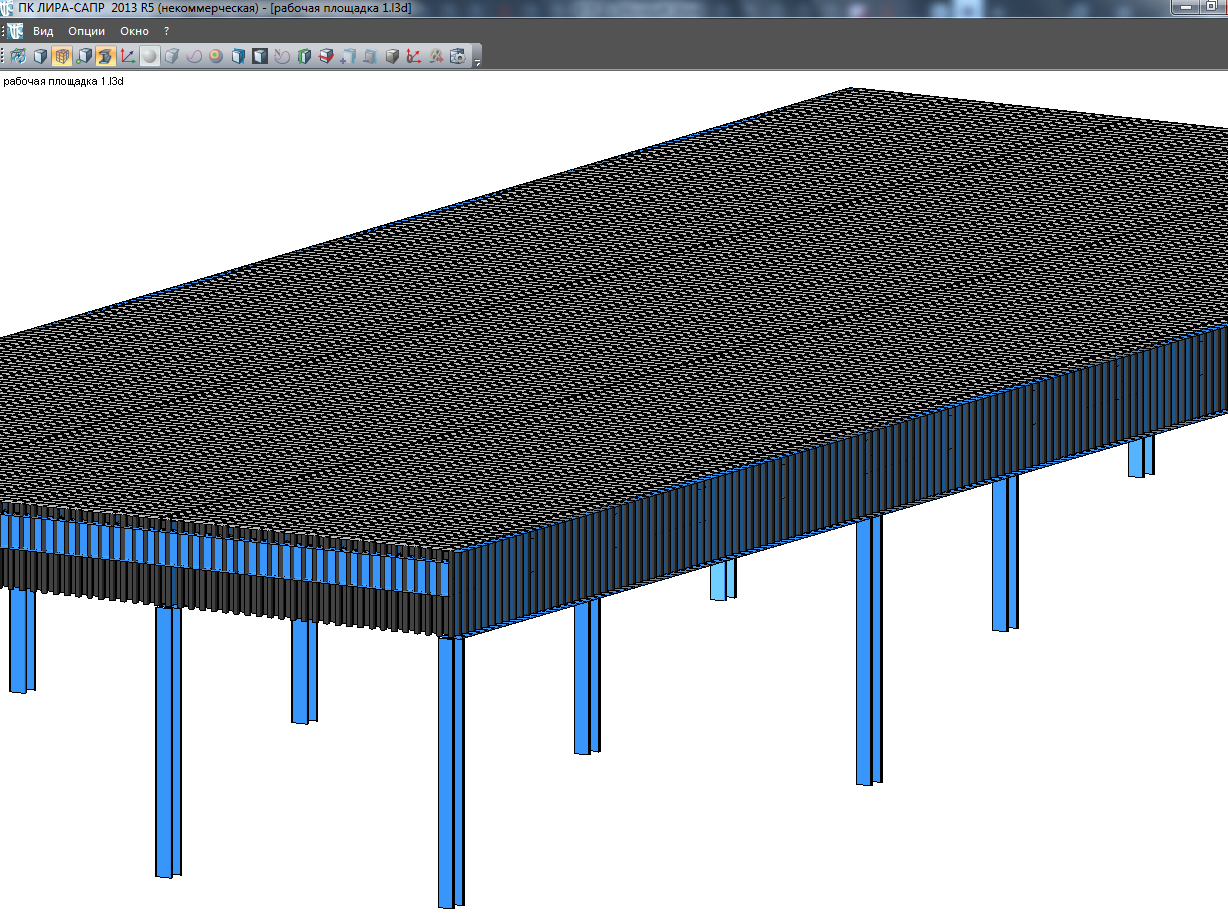 ПК ЛИРА-САПР 2013 R5 (некоммерческая) - [рабочая площадка 1.l3d]
Вид Опции Окно ?
рабочая площадка 1.l3d